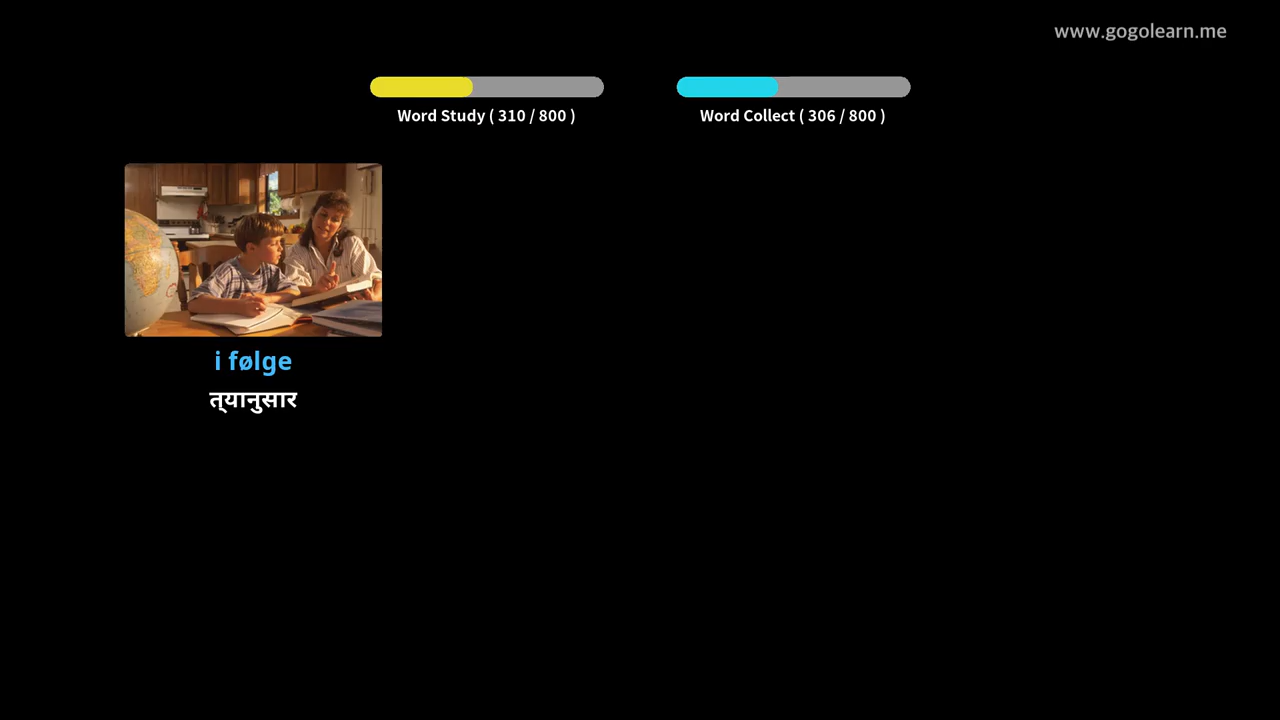 www.gogolearn.me
Word Study ( 310 / 800 )
Word Collect ( 306 / 800 )
i følge
त्यानुसार